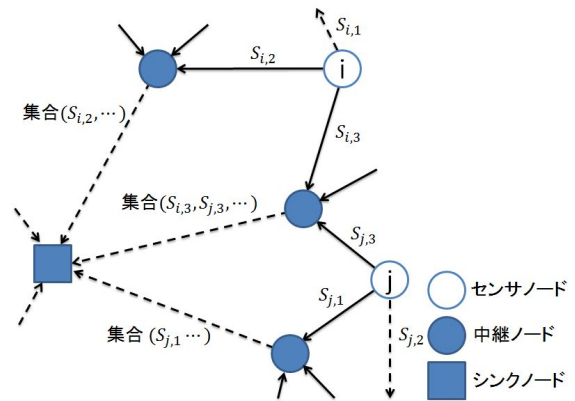 S_{i,1}
S_{i,2}
i
集合(S_{i,2},⋯)
S_{i,3}
集合(S_{i,3},S_{j,3},⋯)
S_{j,3}
j
S_{j,1}
センサノード
集合 (S_{j,1}⋯)
S_{j,2}
中継ノード
シンクノード